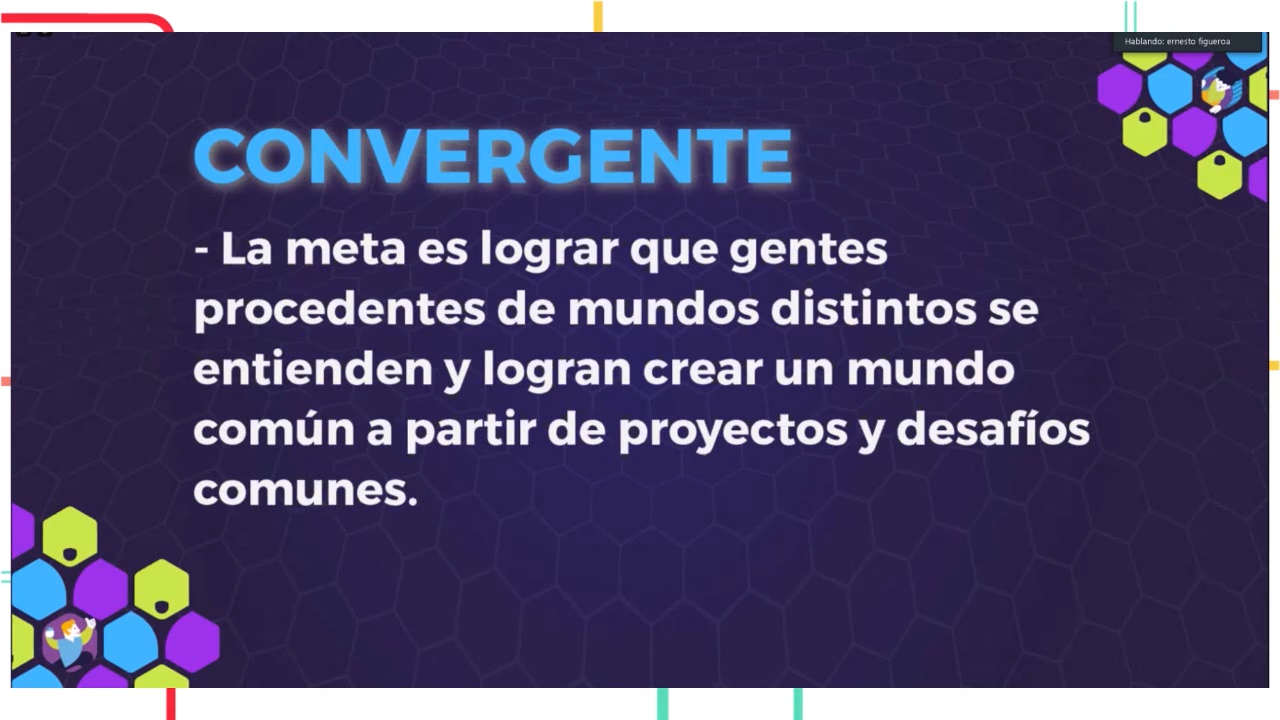 Hablando: ernesto figueroa
CONVERGENTE
- La meta es lograr que gentes
procedentes de mundos distintos se
entienden y logran crear un mundo
común a partir de proyectos y desafíos
comunes.